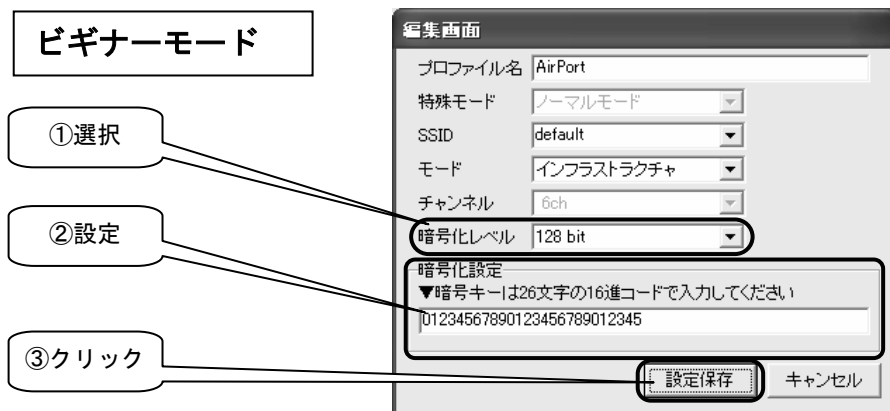 ビギナーモード
①選択
②設定
③クリック
編集画面
プロファイル名 AirPort
特殊モード ノーマルモード
SSID default
モード インフラストラクチャ
チャンネル 6ch
暗号化レベル 128 bit
暗号化設定
▼暗号キーは26文字の16進コードで入力してください
01234567890123456789012345
設定保存 キャンセル